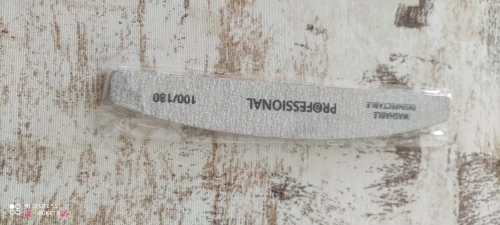 WASHABLE
DISINFECTABLE
PROFESSIONAL
100/180